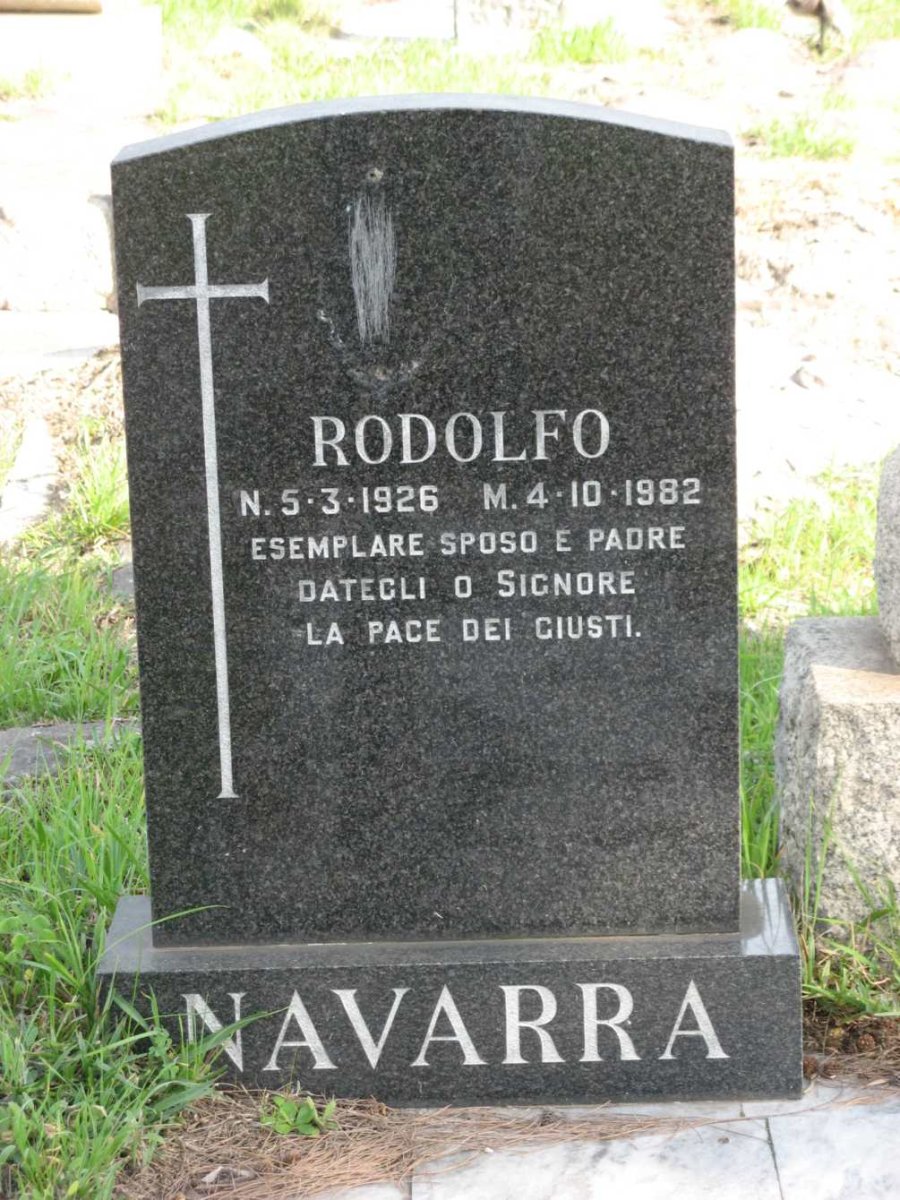 RODOLFO
N. 5·3·1926 M. 4·10·1982
ESEMPLARE SPOSO E PADRE
DATEGLI O SIGNORE
LA PACE DEI GIUSTI.
NAVARRA